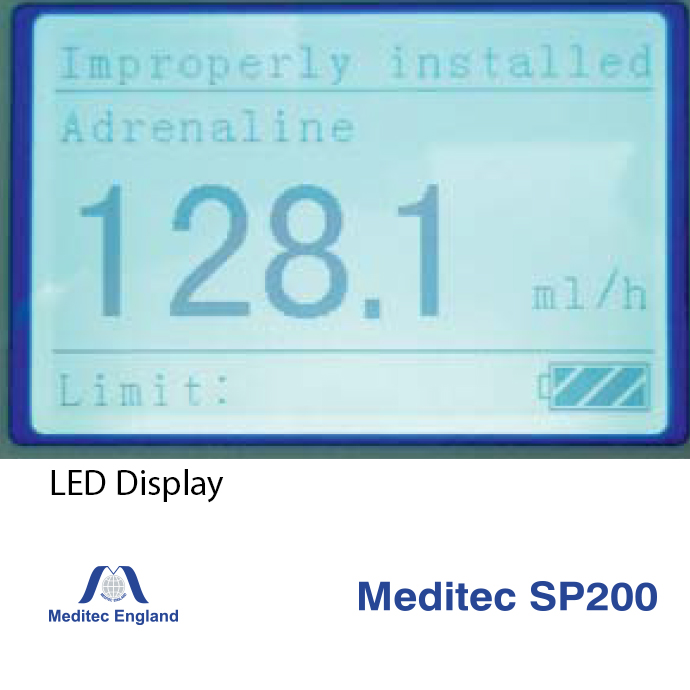 Improperly installed
Adrenaline
128.1 ml/h
Limit:
LED Display
Meditec England
Meditec SP200